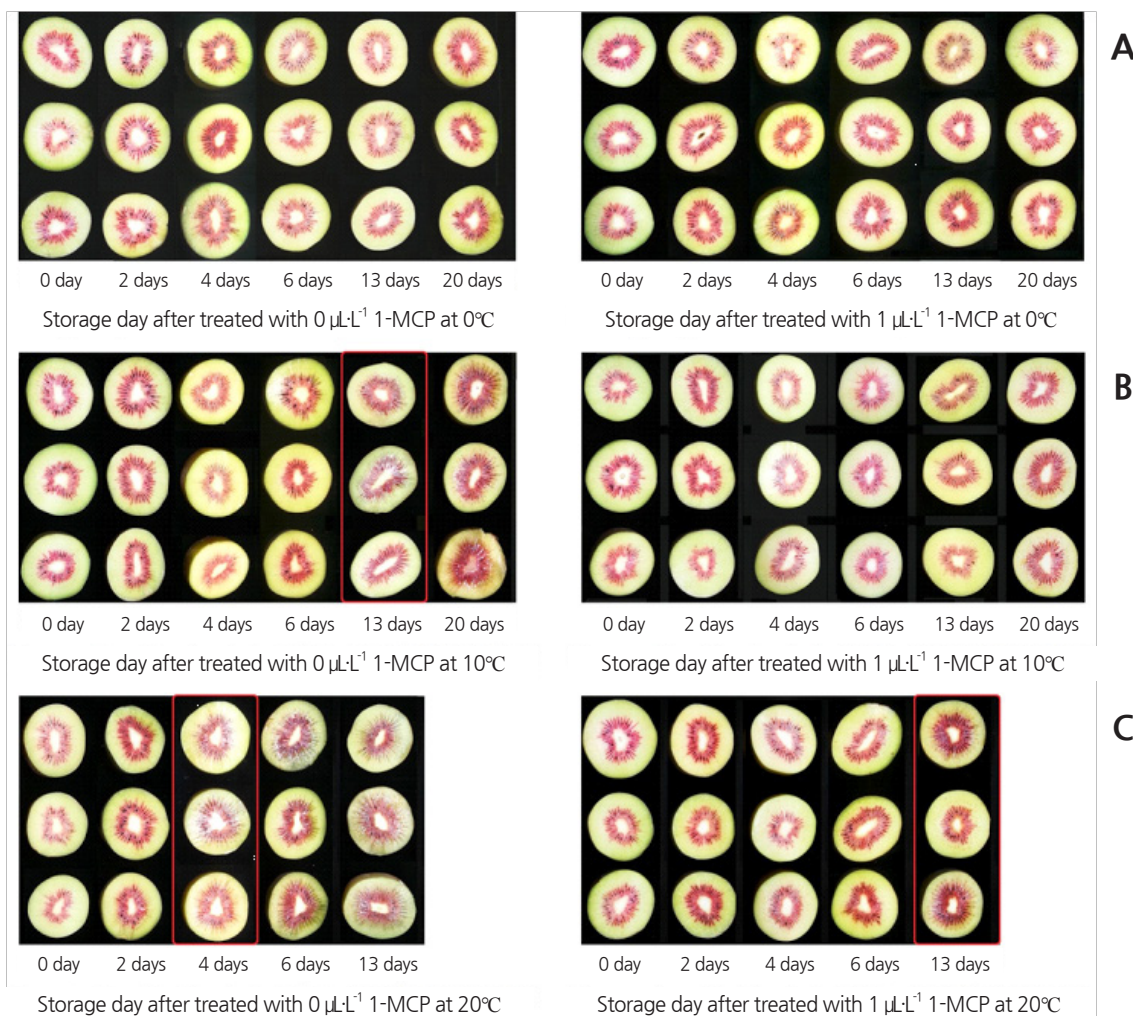 A
0 day 2 days 4 days 6 days 13 days 20 days
Storage day after treated with 0 μL·L⁻¹ 1-MCP at 0℃
0 day 2 days 4 days 6 days 13 days 20 days
Storage day after treated with 1 μL·L⁻¹ 1-MCP at 0℃
B
0 day 2 days 4 days 6 days 13 days 20 days
Storage day after treated with 0 μL·L⁻¹ 1-MCP at 10℃
0 day 2 days 4 days 6 days 13 days 20 days
Storage day after treated with 1 μL·L⁻¹ 1-MCP at 10℃
C
0 day 2 days 4 days 6 days 13 days
Storage day after treated with 0 μL·L⁻¹ 1-MCP at 20℃
0 day 2 days 4 days 6 days 13 days
Storage day after treated with 1 μL·L⁻¹ 1-MCP at 20℃